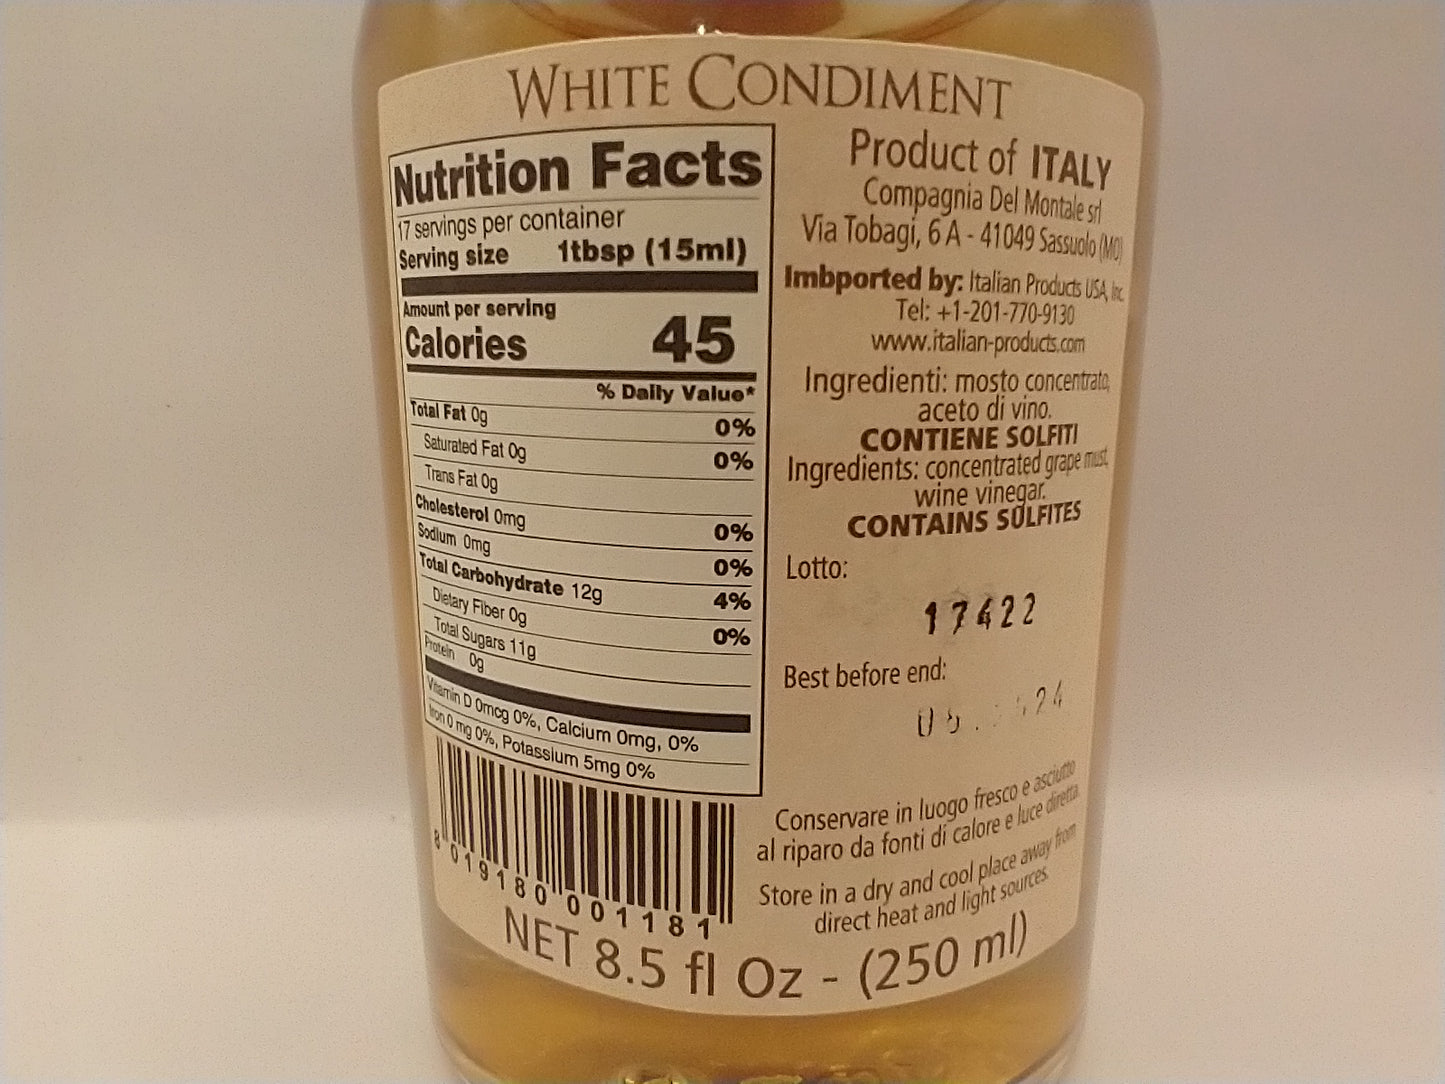 WHITE CONDIMENT
Nutrition Facts
17 servings per container
Serving size 1tbsp (15ml)
Amount per serving
Calories 45
% Daily Value*
Total Fat 0g 0%
Saturated Fat 0g 0%
Trans Fat 0g
Cholesterol 0mg 0%
Sodium 0mg 0%
Total Carbohydrate 12g 4%
Dietary Fiber 0g 0%
Total Sugars 11g
Protein 0g
Vitamin D 0mcg 0%, Calcium 0mg, 0%
Iron 0 mg 0%, Potassium 5mg 0%
8 019180 001181
Product of ITALY
Compagnia Del Montale srl
Via Tobagi, 6 A - 41049 Sassuolo (MO)
Imbported by: Italian Products USA, Inc.
Tel: +1-201-770-9130
www.italian-products.com
Ingredienti: mosto concentrato,
aceto di vino.
CONTIENE SOLFITI
Ingredients: concentrated grape must,
wine vinegar.
CONTAINS SULFITES
Lotto:
17422
Best before end:
Conservare in luogo fresco e asciutto
al riparo da fonti di calore e luce diretta.
Store in a dry and cool place away from
direct heat and light sources.
NET 8.5 fl Oz - (250 ml)